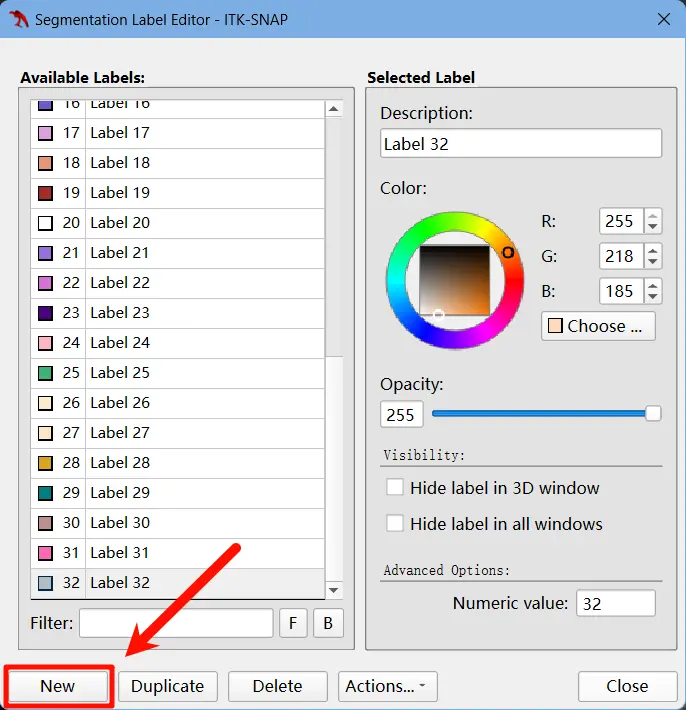 Segmentation Label Editor - ITK-SNAP
Available Labels:
16 Label 16
17 Label 17
18 Label 18
19 Label 19
20 Label 20
21 Label 21
22 Label 22
23 Label 23
24 Label 24
25 Label 25
26 Label 26
27 Label 27
28 Label 28
29 Label 29
30 Label 30
31 Label 31
32 Label 32
Filter: F B
Selected Label
Description:
Label 32
Color:
R: 255
G: 218
B: 185
Choose ...
Opacity:
255
Visibility:
Hide label in 3D window
Hide label in all windows
Advanced Options:
Numeric value: 32
New Duplicate Delete Actions... Close